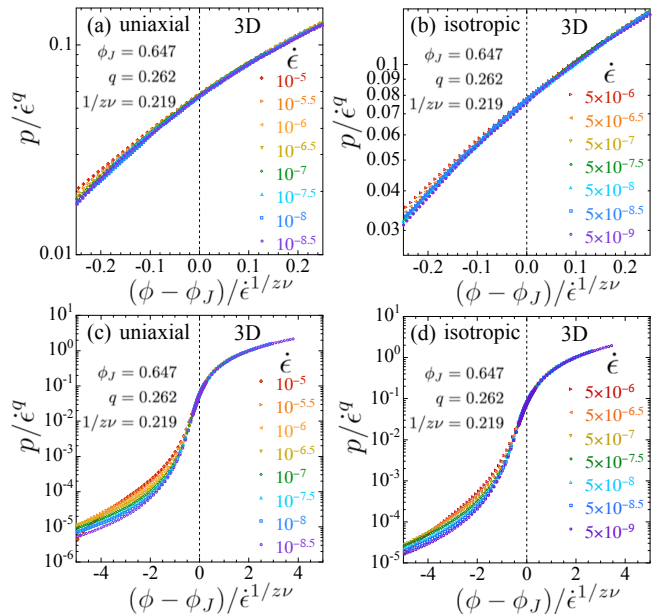 (a) uniaxial 3D
ϕ_J = 0.647
q = 0.262
1/zν = 0.219
ϵ̇
10^-5
10^-5.5
10^-6
10^-6.5
10^-7
10^-7.5
10^-8
10^-8.5
0.1
0.01
p/ϵ̇^q
-0.2 -0.1 0.0 0.1 0.2
(ϕ − ϕ_J)/ϵ̇^1/zν
(b) isotropic 3D
ϕ_J = 0.647
q = 0.262
1/zν = 0.219
ϵ̇
5×10^-6
5×10^-6.5
5×10^-7
5×10^-7.5
5×10^-8
5×10^-8.5
5×10^-9
0.1
0.08
0.06
0.05
0.04
0.03
p/ϵ̇^q
-0.2 -0.1 0.0 0.1 0.2
(ϕ − ϕ_J)/ϵ̇^1/zν
(c) uniaxial 3D
ϕ_J = 0.647
q = 0.262
1/zν = 0.219
ϵ̇
10^-5
10^-5.5
10^-6
10^-6.5
10^-7
10^-7.5
10^-8
10^-8.5
10^1
10^0
10^-1
10^-2
10^-3
10^-4
10^-5
10^-6
p/ϵ̇^q
-4 -2 0 2 4
(ϕ − ϕ_J)/ϵ̇^1/zν
(d) isotropic 3D
ϕ_J = 0.647
q = 0.262
1/zν = 0.219
ϵ̇
5×10^-6
5×10^-6.5
5×10^-7
5×10^-7.5
5×10^-8
5×10^-8.5
5×10^-9
10^1
10^0
10^-1
10^-2
10^-3
10^-4
10^-5
p/ϵ̇^q
-4 -2 0 2 4
(ϕ − ϕ_J)/ϵ̇^1/zν